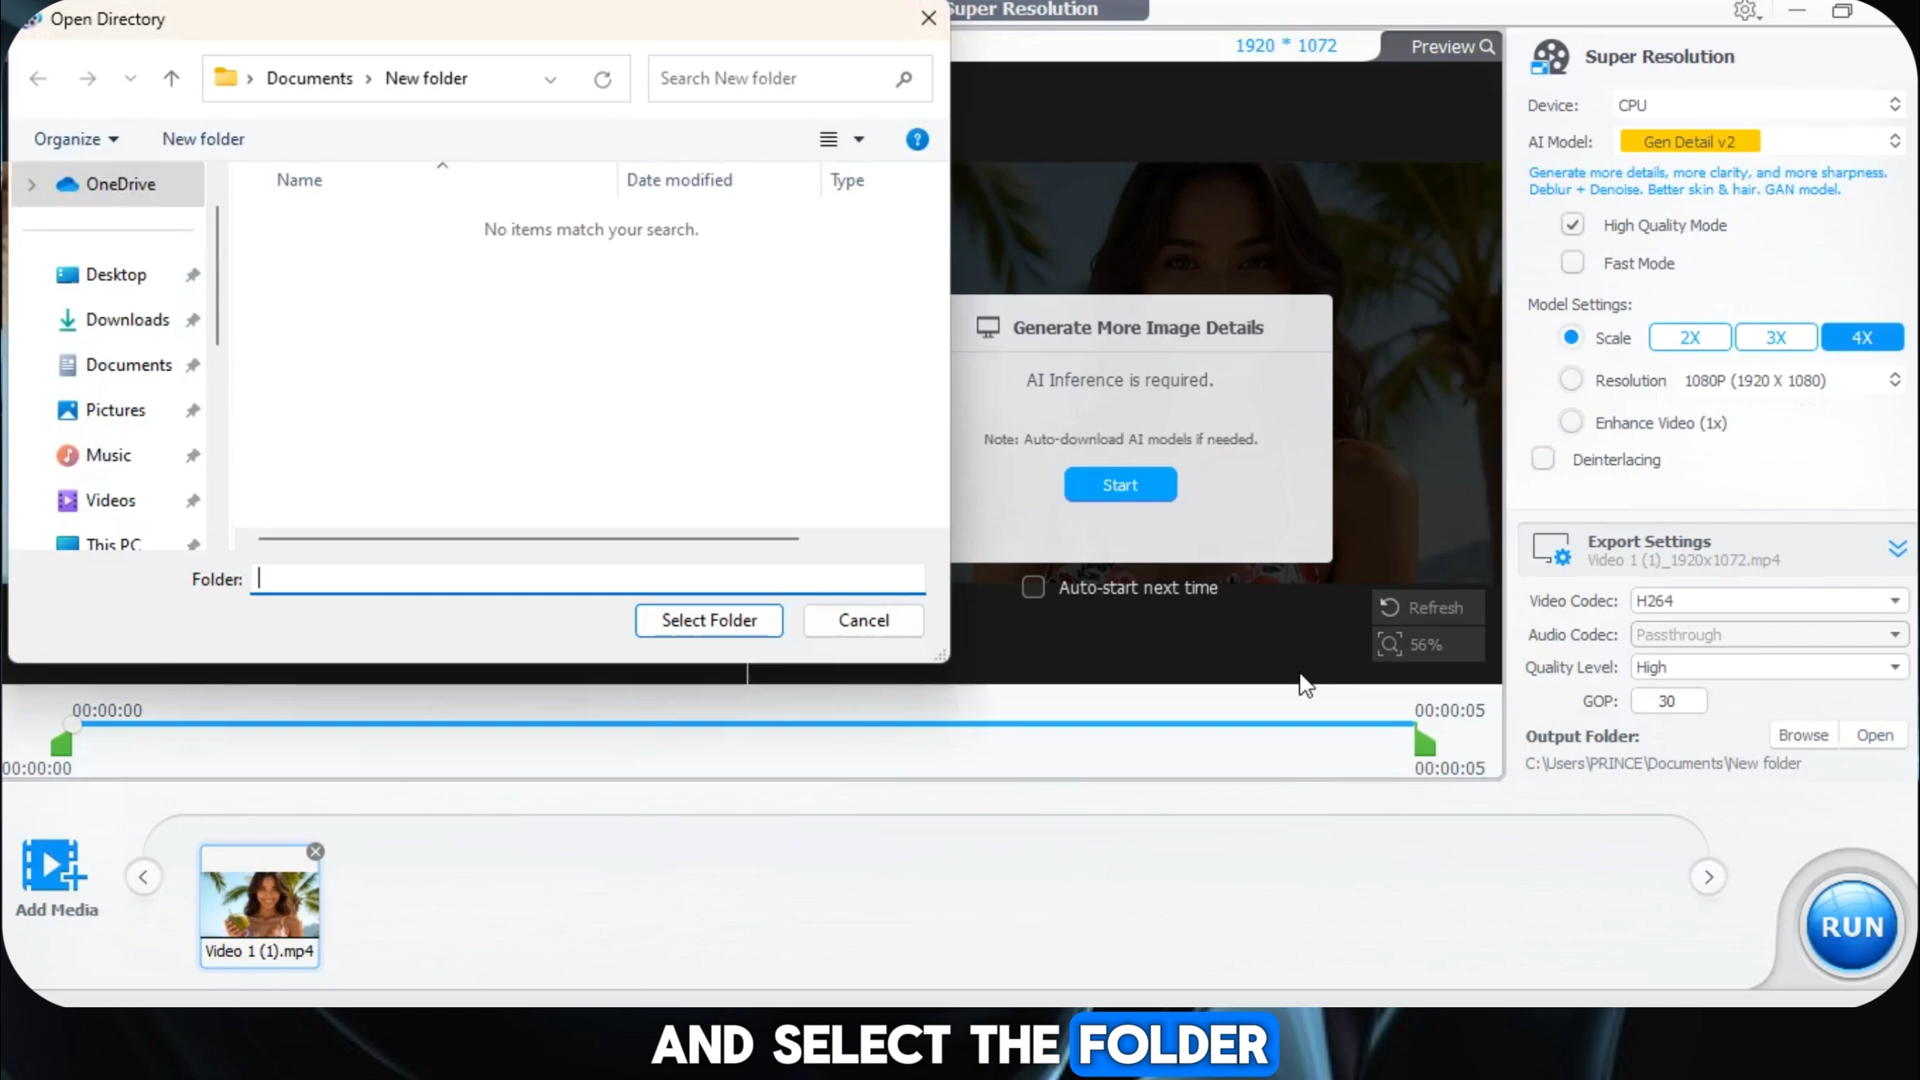 Open Directory
Super Resolution
1920 * 1072
Preview
Documents
New folder
Search New folder
Organize
New folder
OneDrive
Name
Date modified
Type
No items match your search.
Desktop
Downloads
Documents
Pictures
Music
Videos
This PC
Folder:
Select Folder
Cancel
Generate More Image Details
AI Inference is required.
Note: Auto-download AI models if needed.
Start
Auto-start next time
Refresh
56%
Super Resolution
Device: CPU
AI Model: Gen Detail v2
Generate more details, more clarity, and more sharpness.
Deblur + Denoise. Better skin & hair. GAN model.
High Quality Mode
Fast Mode
Model Settings:
Scale 2X 3X 4X
Resolution 1080P (1920 X 1080)
Enhance Video (1x)
Deinterlacing
Export Settings
Video 1 (1)_1920x1072.mp4
Video Codec: H264
Audio Codec: Passthrough
Quality Level: High
GOP: 30
Output Folder: Browse Open
C:\Users\PRINCE\Documents\New folder
00:00:00
00:00:05
00:00:00
00:00:05
Add Media
Video 1 (1).mp4
RUN
AND SELECT THE FOLDER